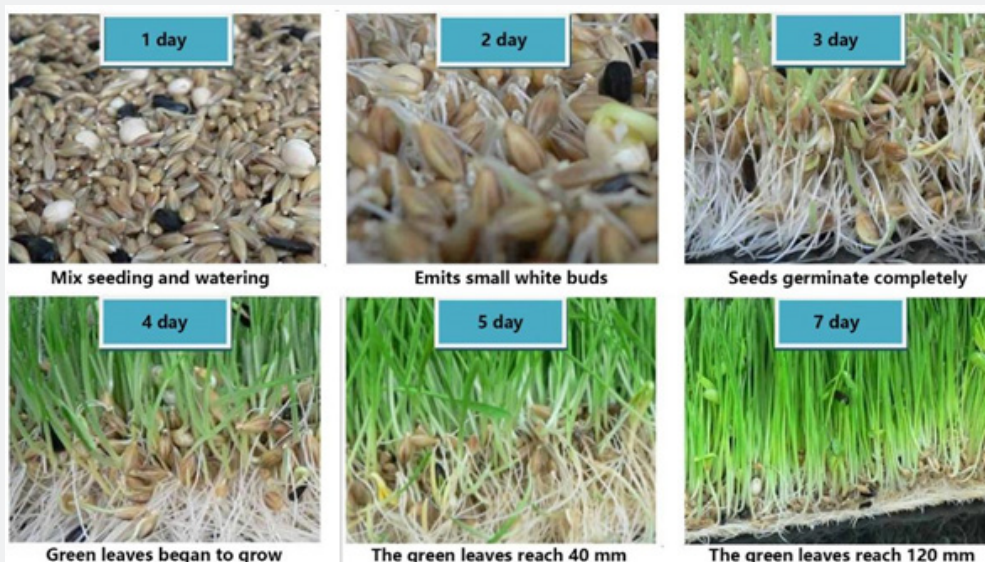 1 day
2 day
3 day
Mix seeding and watering
Emits small white buds
Seeds germinate completely
4 day
5 day
7 day
Green leaves began to grow
The green leaves reach 40 mm
The green leaves reach 120 mm